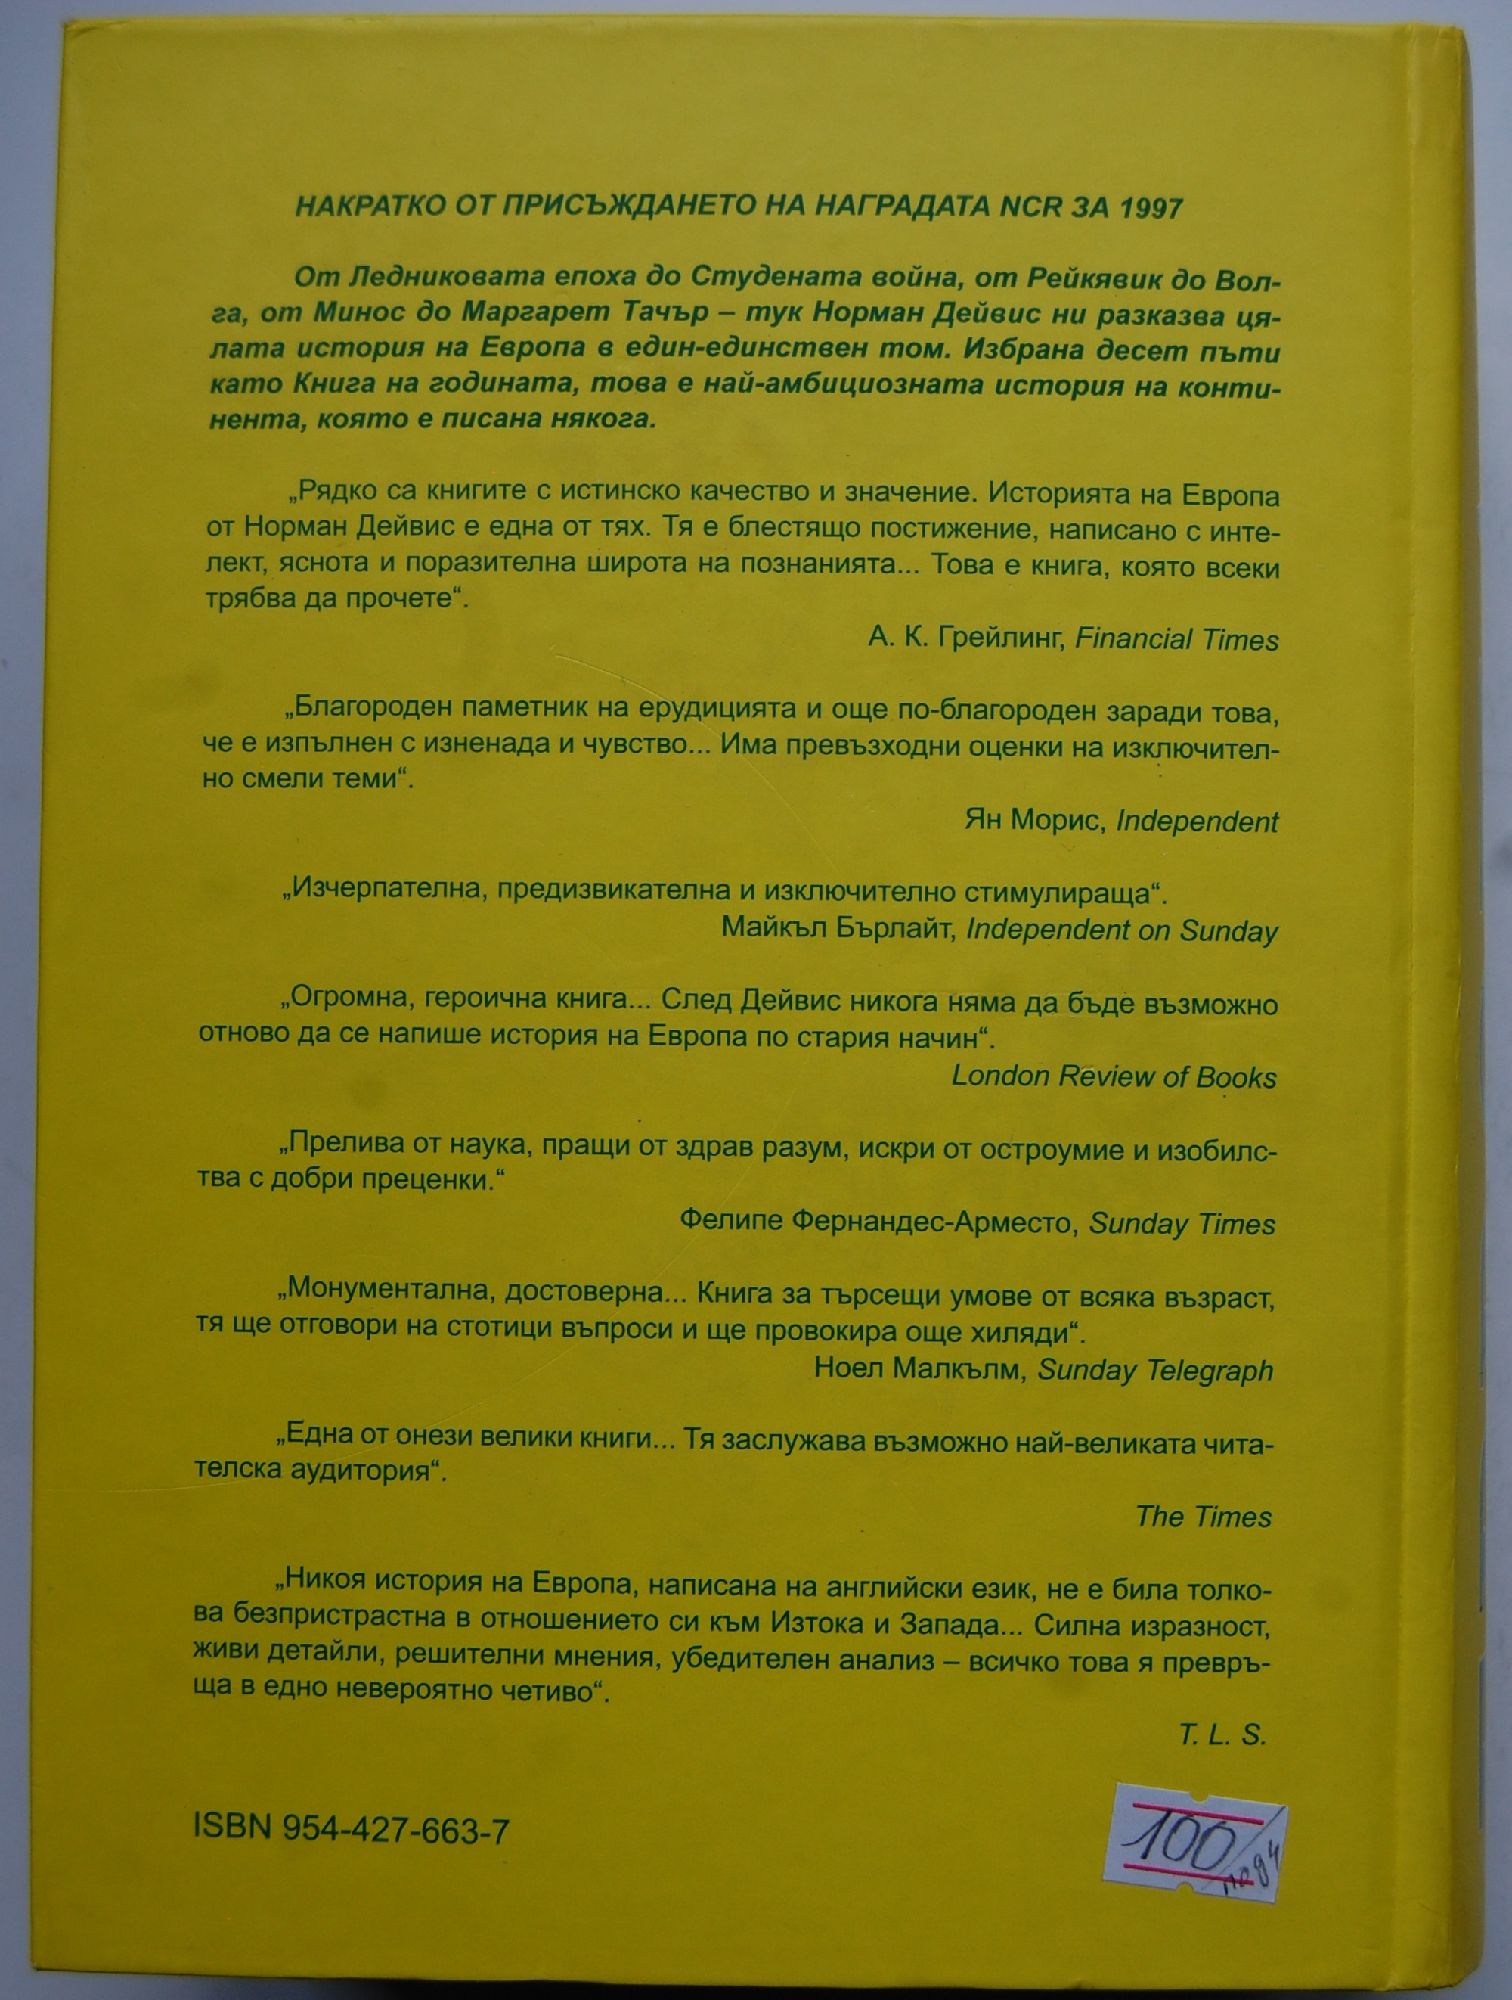 НАКРАТКО ОТ ПРИСЪЖДАНЕТО НА НАГРАДАТА NCR ЗА 1997
От Ледниковата епоха до Студената война, от Рейкявик до Вол-
га, от Минос до Маргарет Тачър – тук Норман Дейвис ни разказва ця-
лата история на Европа в един-единствен том. Избрана десет пъти
като Книга на годината, това е най-амбициозната история на конти-
нента, която е писана някога.
„Рядко са книгите с истинско качество и значение. Историята на Европа
от Норман Дейвис е една от тях. Тя е блестящо постижение, написано с инте-
лект, яснота и поразителна широта на познанията... Това е книга, която всеки
трябва да прочете“.
А. К. Грейлинг, Financial Times
„Благороден паметник на ерудицията и още по-благороден заради това,
че е изпълнен с изненада и чувство... Има превъзходни оценки на изключител-
но смели теми“.
Ян Морис, Independent
„Изчерпателна, предизвикателна и изключително стимулираща“.
Майкъл Бърлайт, Independent on Sunday
„Огромна, героична книга... След Дейвис никога няма да бъде възможно
отново да се напише история на Европа по стария начин“.
London Review of Books
„Прелива от наука, пращи от здрав разум, искри от остроумие и изобилс-
тва с добри преценки.“
Фелипе Фернандес-Арместо, Sunday Times
„Монументална, достоверна... Книга за търсещи умове от всяка възраст,
тя ще отговори на стотици въпроси и ще провокира още хиляди“.
Ноел Малкълм, Sunday Telegraph
„Една от онези велики книги... Тя заслужава възможно най-великата чита-
телска аудитория“.
The Times
„Никоя история на Европа, написана на английски език, не е била толко-
ва безпристрастна в отношението си към Изтока и Запада... Силна изразност,
живи детайли, решителни мнения, убедителен анализ – всичко това я превръ-
ща в едно невероятно четиво“.
T. L. S.
ISBN 954-427-663-7
100